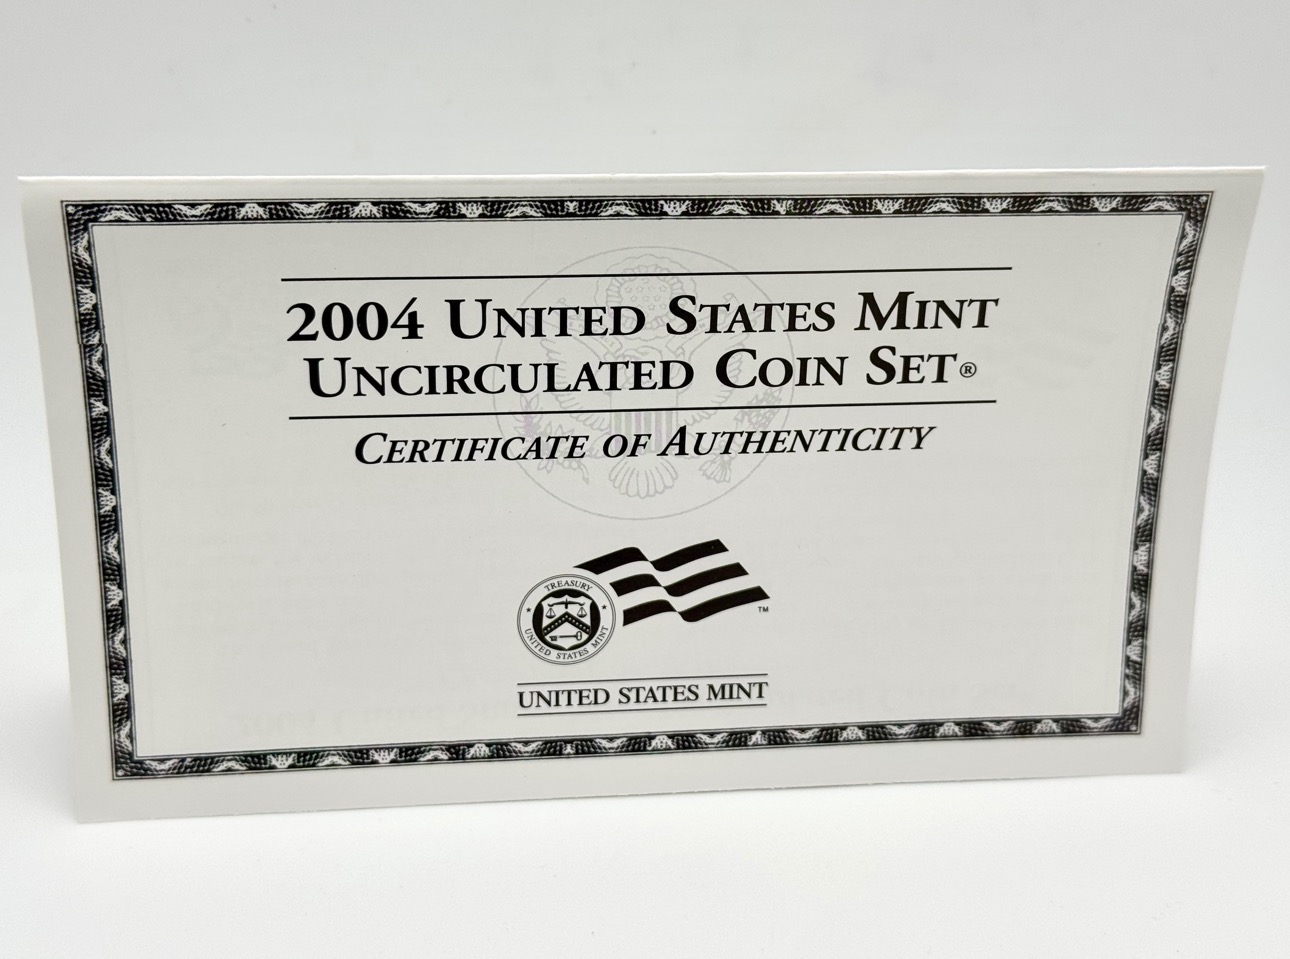 2004 UNITED STATES MINT
UNCIRCULATED COIN SET®
CERTIFICATE OF AUTHENTICITY
TREASURY
UNITED STATES MINT
™
UNITED STATES MINT